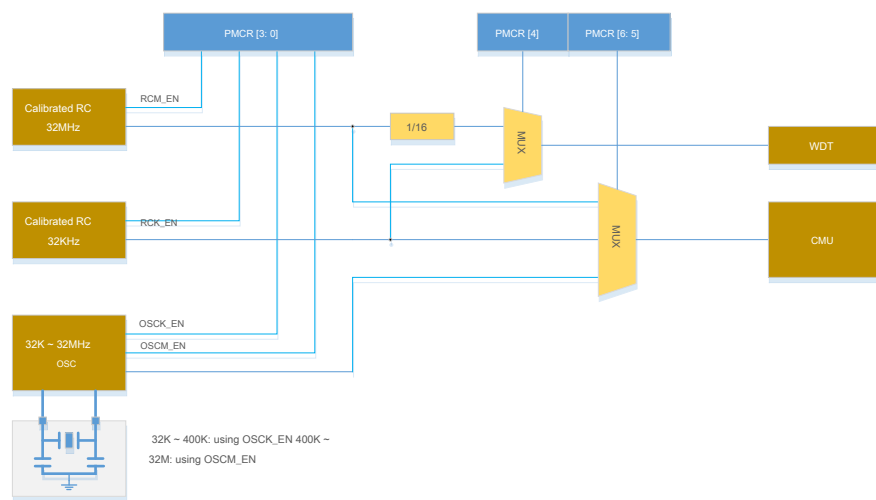 PMCR [3: 0]
PMCR [4]
PMCR [6: 5]
RCM_EN
Calibrated RC
32MHz
1/16
MUX
WDT
Calibrated RC
32KHz
RCK_EN
MUX
CMU
OSCK_EN
32K ~ 32MHz
OSC
OSCM_EN
32K ~ 400K: using OSCK_EN 400K ~
32M: using OSCM_EN